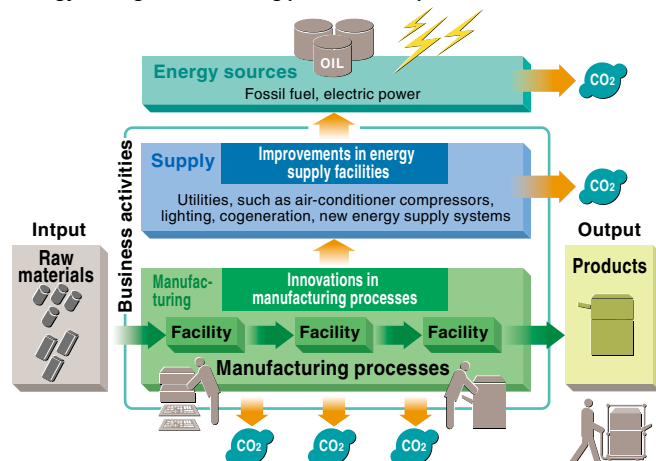 OIL
Energy sources
Fossil fuel, electric power
CO2
Business activities
Supply
Improvements in energy
supply facilities
Utilities, such as air-conditioner compressors,
lighting, cogeneration, new energy supply systems
CO2
Intput
Raw
materials
Manufac-
turing
Innovations in
manufacturing processes
Facility
Facility
Facility
Manufacturing processes
CO2
CO2
CO2
Output
Products